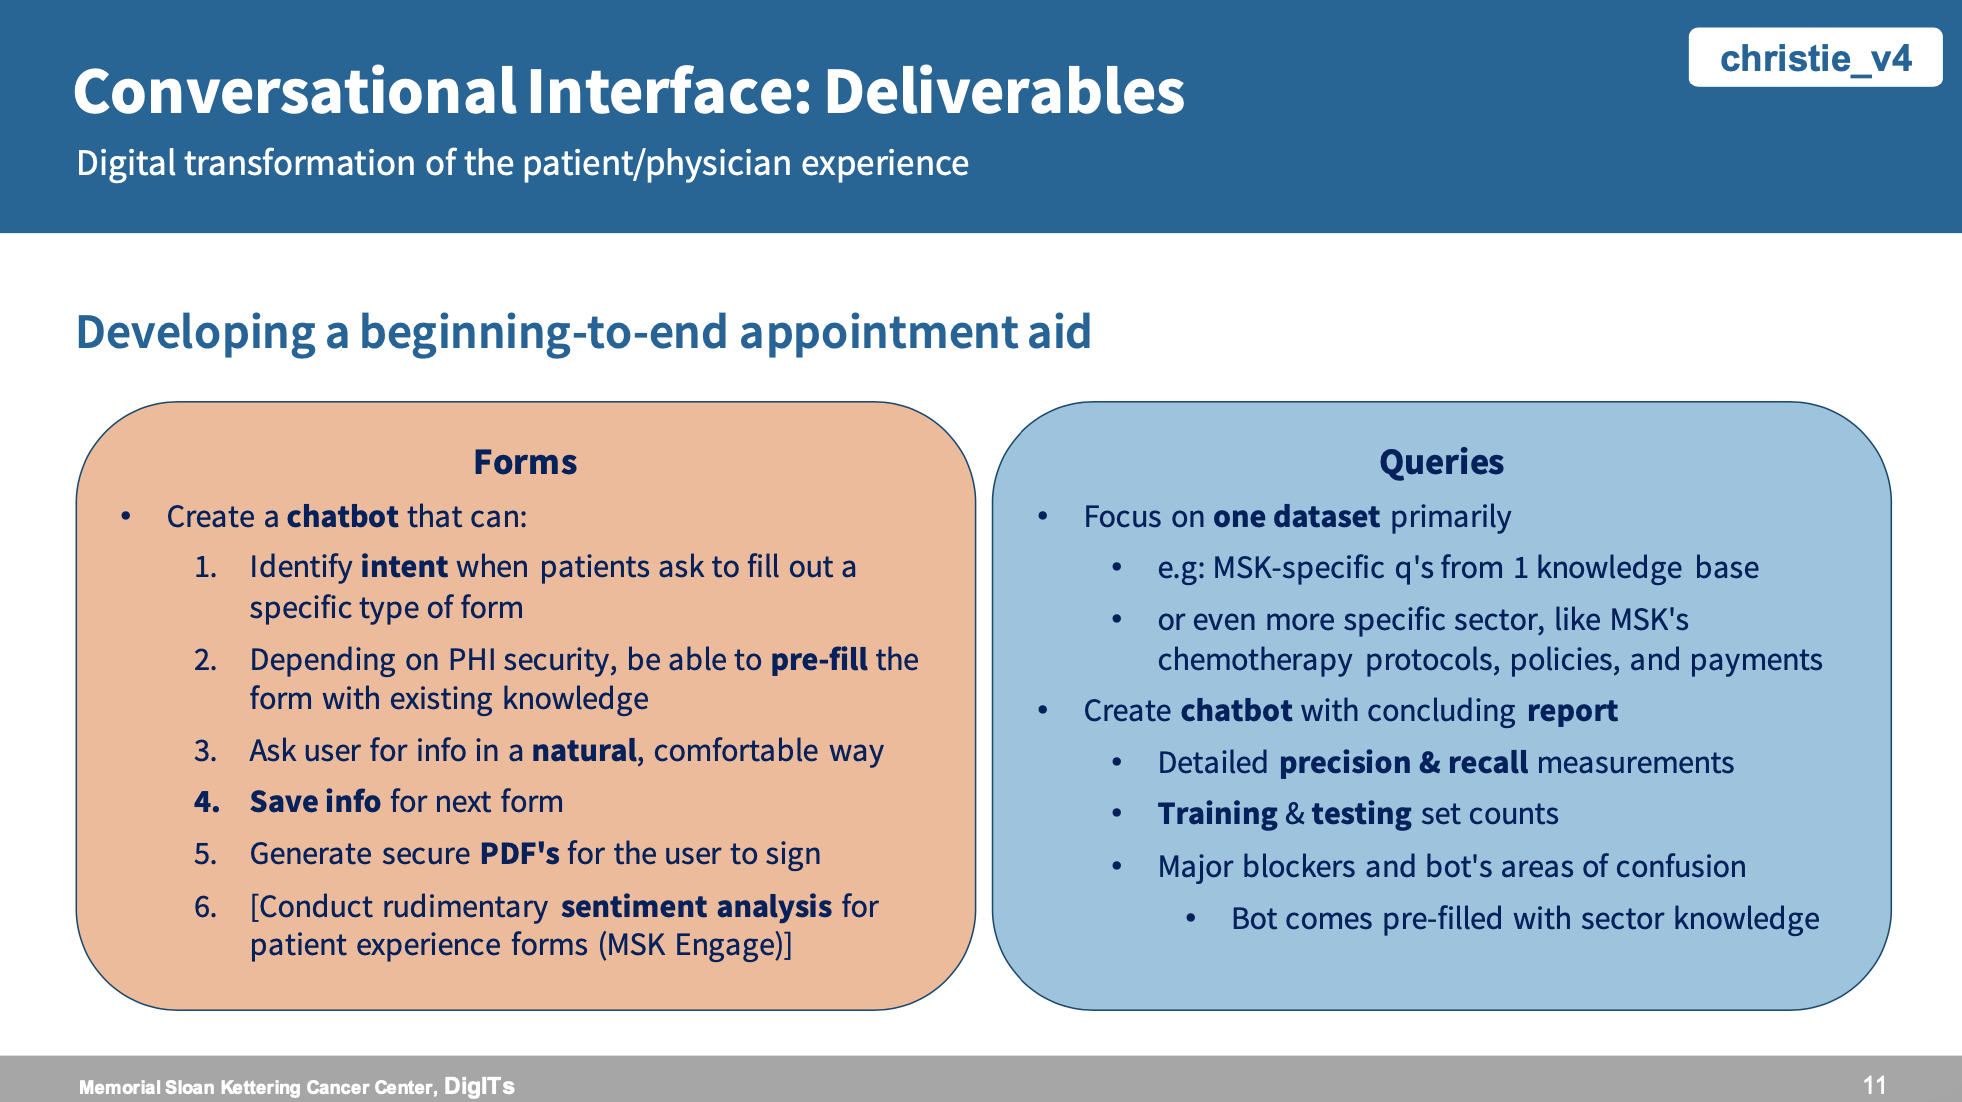 christie_v4
Conversational Interface: Deliverables
Digital transformation of the patient/physician experience
Developing a beginning-to-end appointment aid
Forms
• Create a chatbot that can:
1. Identify intent when patients ask to fill out a
specific type of form
2. Depending on PHI security, be able to pre-fill the
form with existing knowledge
3. Ask user for info in a natural, comfortable way
4. Save info for next form
5. Generate secure PDF's for the user to sign
6. [Conduct rudimentary sentiment analysis for
patient experience forms (MSK Engage)]
Queries
• Focus on one dataset primarily
• e.g: MSK-specific q's from 1 knowledge base
• or even more specific sector, like MSK's
chemotherapy protocols, policies, and payments
• Create chatbot with concluding report
• Detailed precision & recall measurements
• Training & testing set counts
• Major blockers and bot's areas of confusion
• Bot comes pre-filled with sector knowledge
Memorial Sloan Kettering Cancer Center, DigITs
11